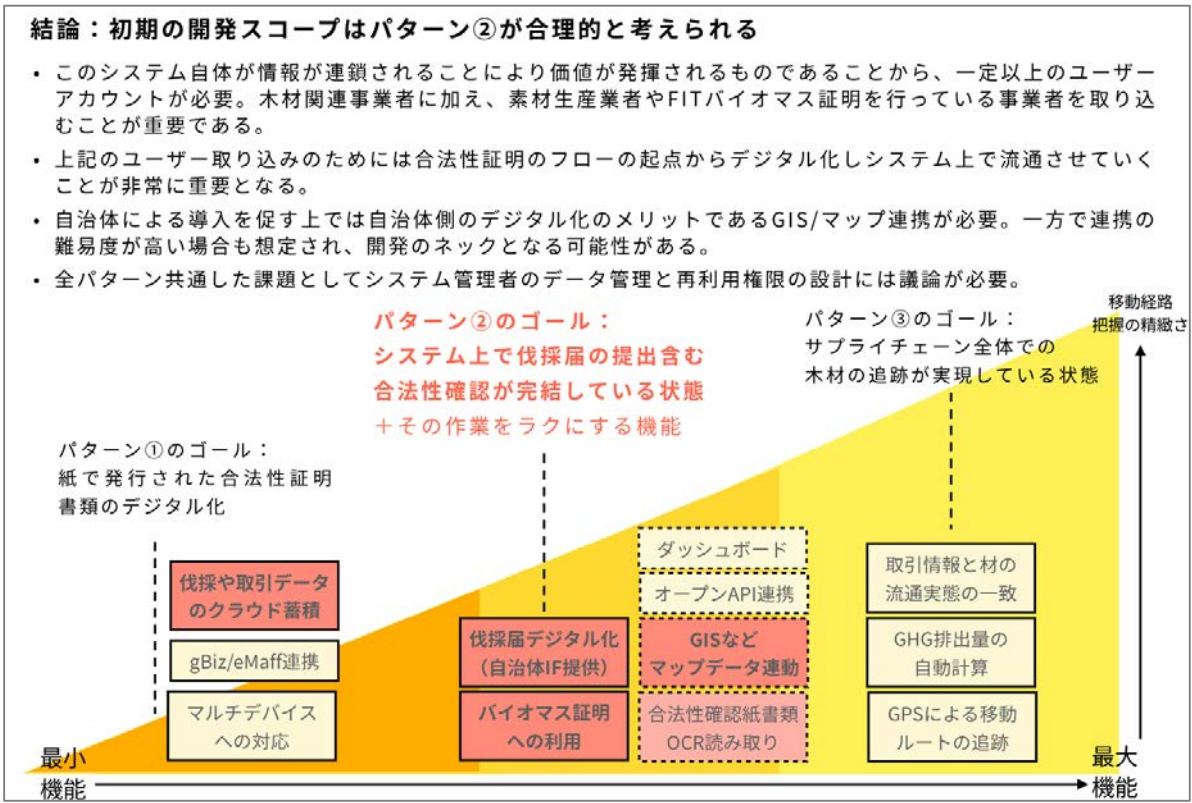 結論：初期の開発スコープはパターン②が合理的と考えられる
• このシステム自体が情報が連鎖されることにより価値が発揮されるものであることから、一定以上のユーザー
アカウントが必要。木材関連事業者に加え、素材生産業者やFITバイオマス証明を行っている事業者を取り込
むことが重要である。
• 上記のユーザー取り込みのためには合法性証明のフローの起点からデジタル化しシステム上で流通させていく
ことが非常に重要となる。
• 自治体による導入を促す上では自治体側のデジタル化のメリットであるGIS/マップ連携が必要。一方で連携の
難易度が高い場合も想定され、開発のネックとなる可能性がある。
• 全パターン共通した課題としてシステム管理者のデータ管理と再利用権限の設計には議論が必要。
移動経路
把握の精緻さ
パターン①のゴール：
紙で発行された合法性証明
書類のデジタル化
パターン②のゴール：
システム上で伐採届の提出含む
合法性確認が完結している状態
＋その作業をラクにする機能
パターン③のゴール：
サプライチェーン全体での
木材の追跡が実現している状態
伐採や取引データ
のクラウド蓄積
gBiz/eMaff連携
マルチデバイス
への対応
伐採届デジタル化
（自治体IF提供）
バイオマス証明
への利用
ダッシュボード
オープンAPI連携
GISなど
マップデータ連動
合法性確認紙書類
OCR読み取り
取引情報と材の
流通実態の一致
GHG排出量の
自動計算
GPSによる移動
ルートの追跡
最小
機能
最大
機能